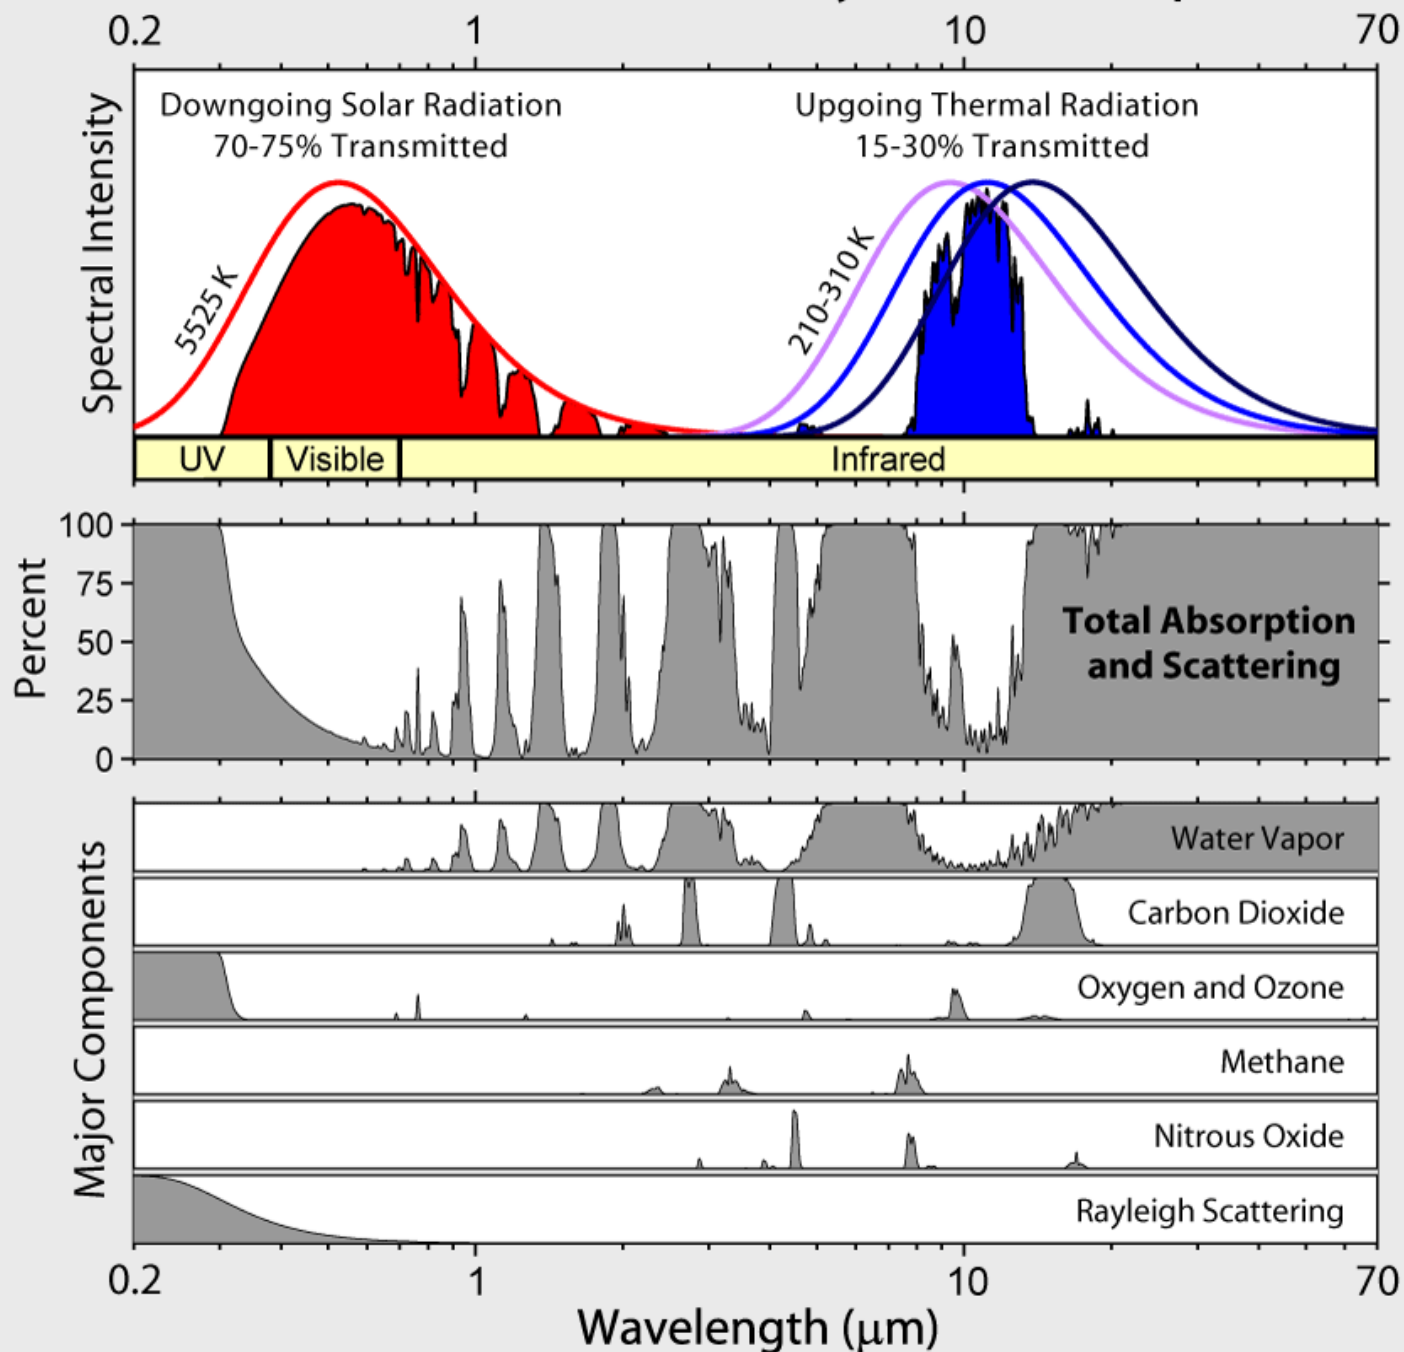 0.2 1 10 70
Downgoing Solar Radiation
70-75% Transmitted
Upgoing Thermal Radiation
15-30% Transmitted
Spectral Intensity
5525 K
210-310 K
UV Visible Infrared
Percent
100
75
50
25
0
Total Absorption
and Scattering
Major Components
Water Vapor
Carbon Dioxide
Oxygen and Ozone
Methane
Nitrous Oxide
Rayleigh Scattering
0.2 1 10 70
Wavelength (μm)